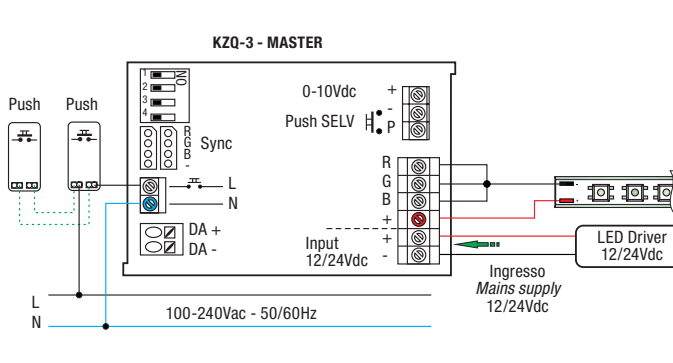 KZQ-3 - MASTER
1
2
3
4
NO
Push Push
R
G
B
-
Sync
0-10Vdc
+
-
P
Push SELV
L
N
DA +
DA -
R
G
B
+
+
-
Input
12/24Vdc
LED Driver
12/24Vdc
Ingresso
Mains supply
12/24Vdc
L
N
100-240Vac - 50/60Hz